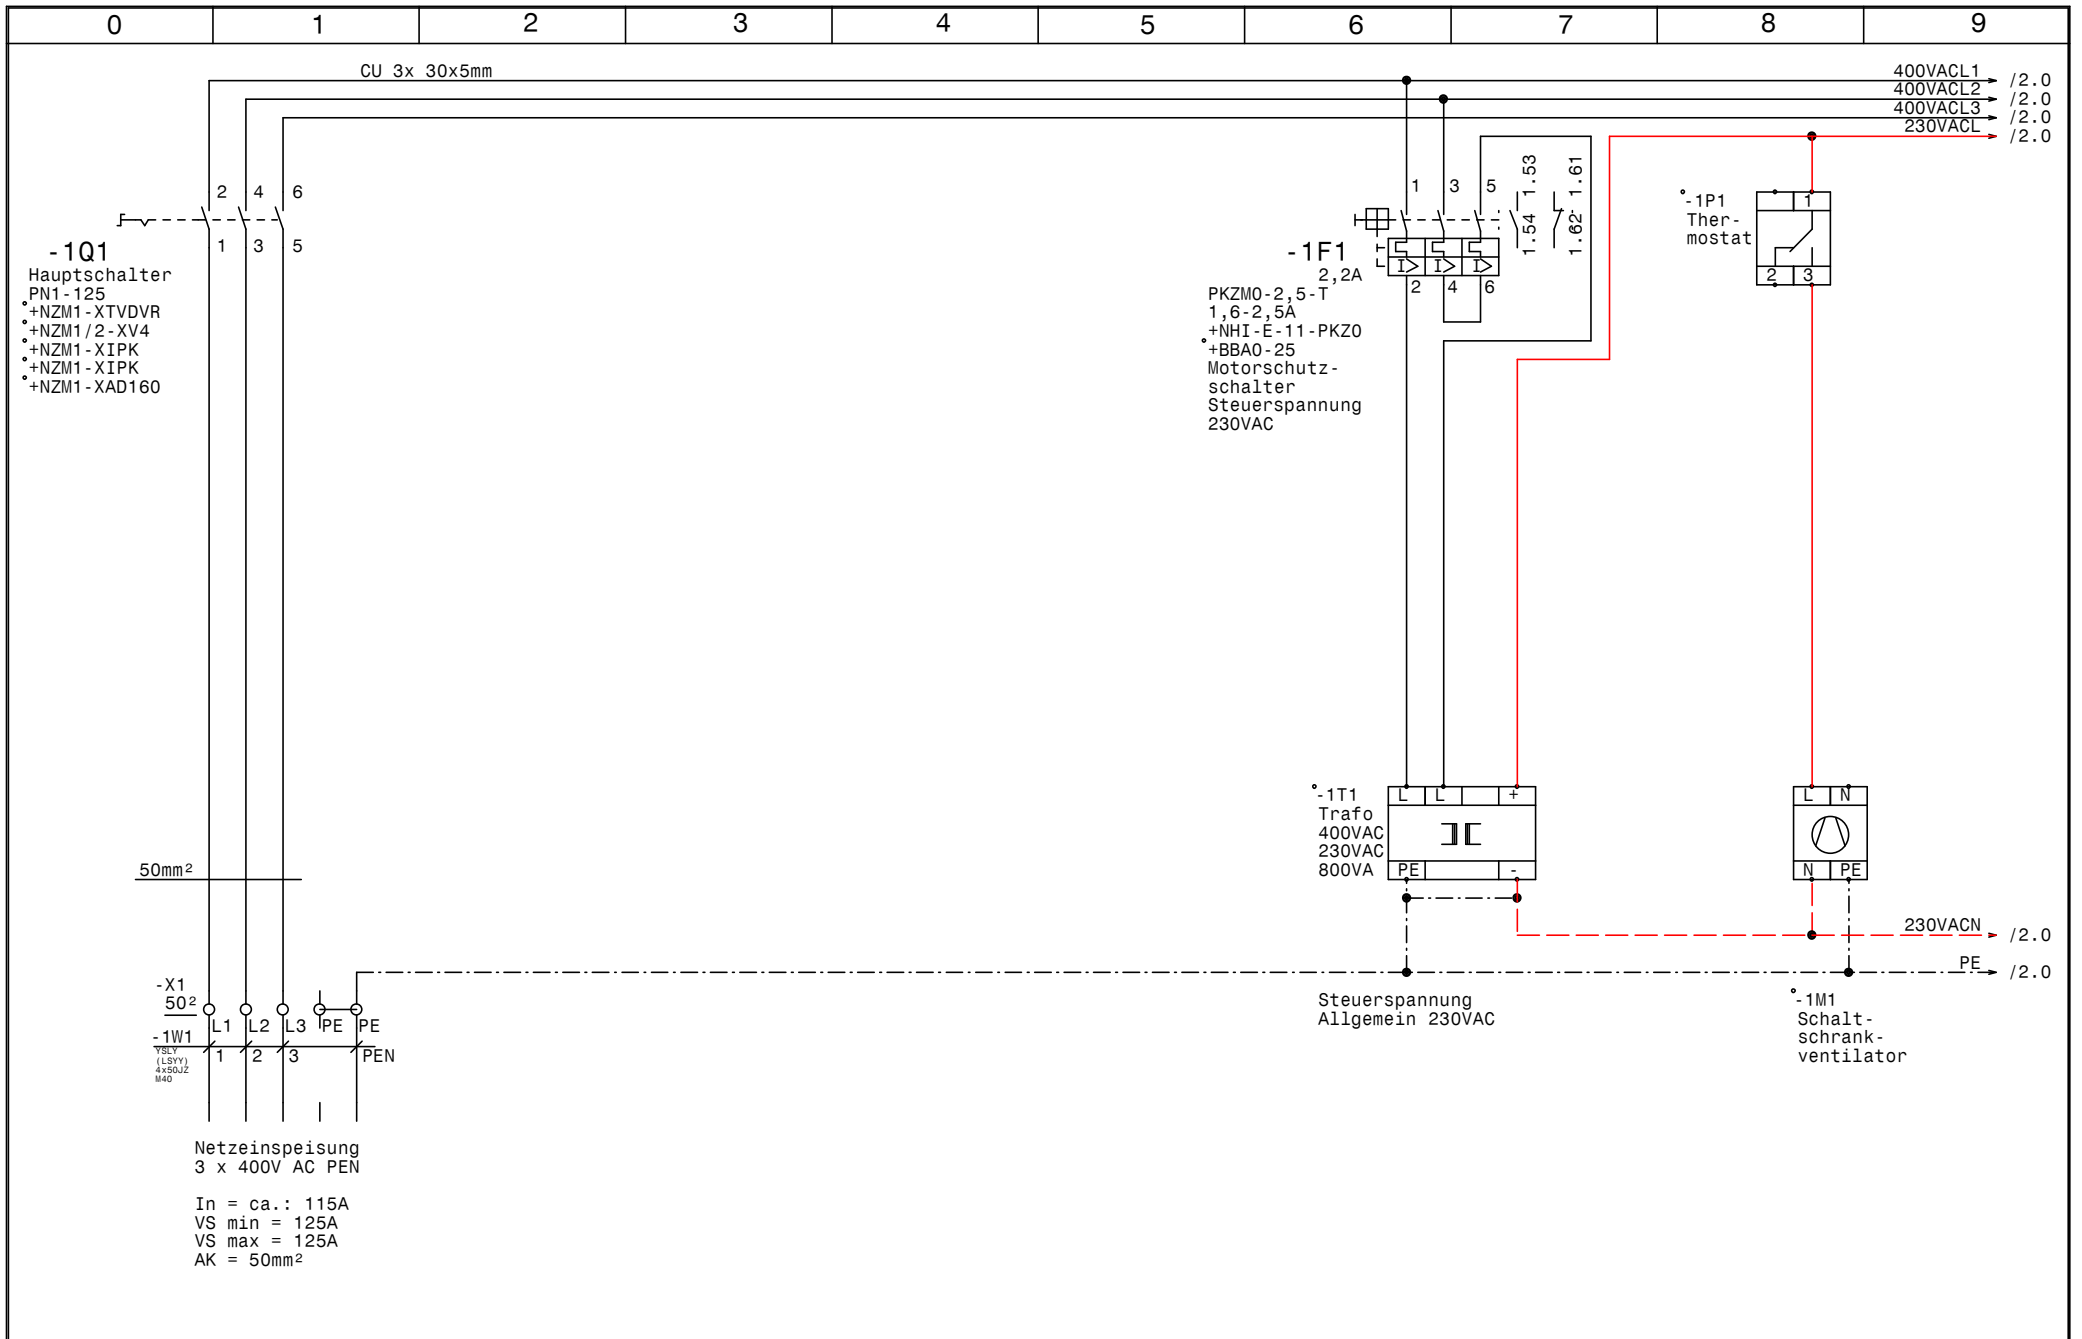 0 1 2 3 4 5 6 7 8 9
CU 3x 30x5mm
400VACL1 /2.0
400VACL2 /2.0
400VACL3 /2.0
230VACL /2.0
2 4 6
1 3 5
-1Q1
Hauptschalter
PN1-125
+NZM1-XTVDVR
+NZM1/2-XV4
+NZM1-XIPK
+NZM1-XIPK
+NZM1-XAD160
1 3 5
1.53
1.54
1.61
1.62
I> I> I>
2 4 6
-1F1
2,2A
PKZM0-2,5-T
1,6-2,5A
+NHI-E-11-PKZ0
+BBA0-25
Motorschutz-
schalter
Steuerspannung
230VAC
-1P1
Ther-
mostat
1
2 3
-1T1
Trafo
400VAC
230VAC
800VA
L L +
PE -
L N
N PE
50mm²
230VACN /2.0
PE /2.0
-X1
50²
L1 L2 L3 PE PE
-1W1
YSLY
(LSYY)
4x50JZ
M40
1 2 3 PEN
Steuerspannung
Allgemein 230VAC
-1M1
Schalt-
schrank-
ventilator
Netzeinspeisung
3 x 400V AC PEN
In = ca.: 115A
VS min = 125A
VS max = 125A
AK = 50mm²